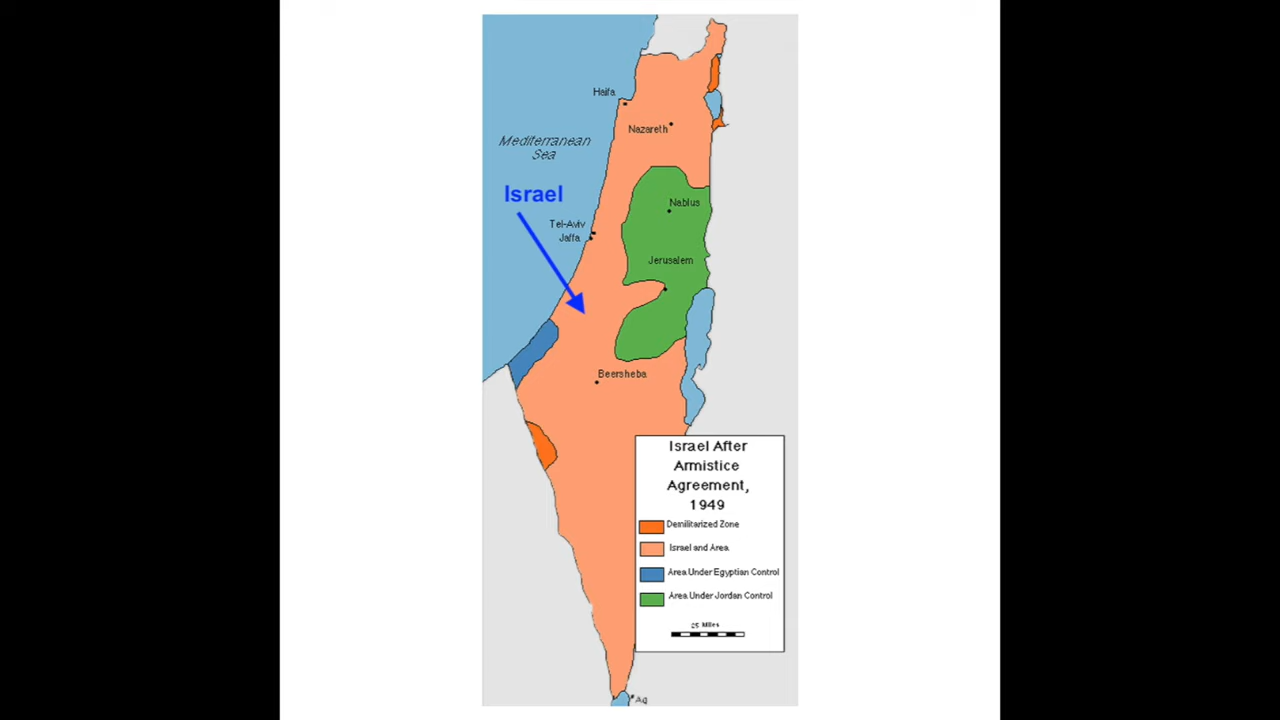 Haifa
Nazareth
Mediterranean
Sea
Israel
Nablus
Tel-Aviv
Jaffa
Jerusalem
Beersheba
Israel After
Armistice
Agreement,
1949
Demilitarized Zone
Israel and Area
Area Under Egyptian Control
Area Under Jordan Control
25 Miles
Aq